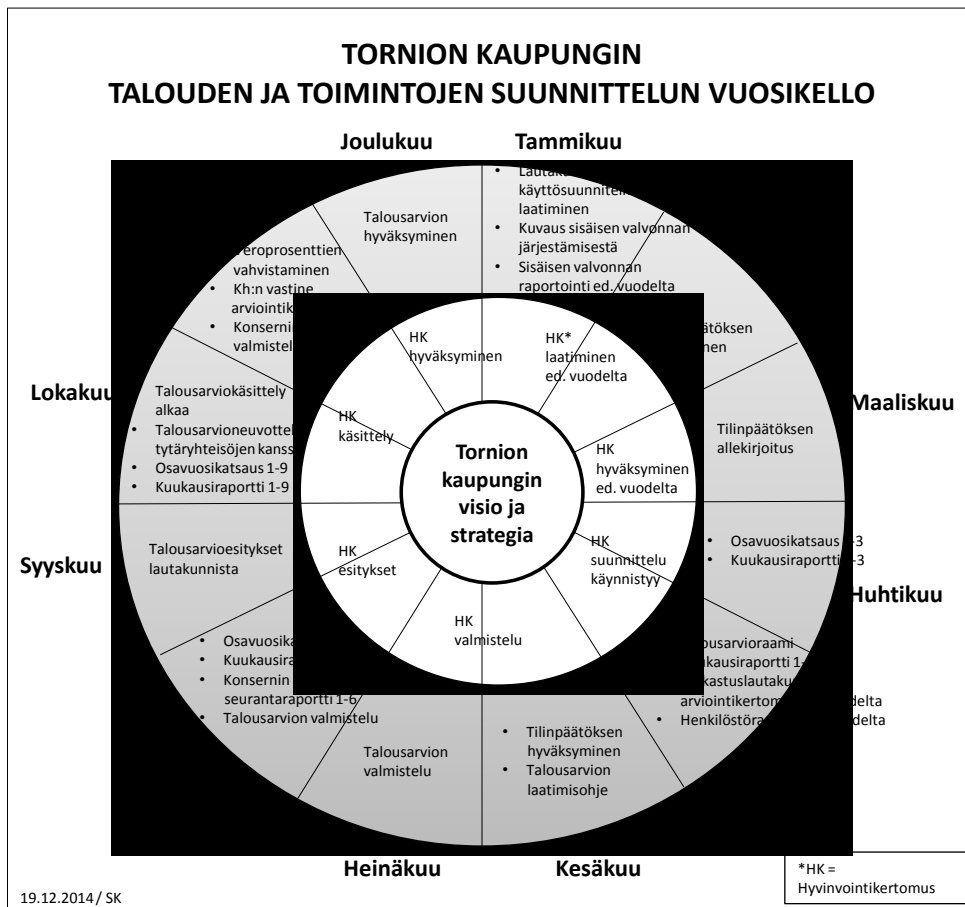 TORNION KAUPUNGIN
TALOUDEN JA TOIMINTOJEN SUUNNITTELUN VUOSIKELLO
Joulukuu
Tammikuu
laatiminen
• Kuvaus sisäisen valvonnan
järjestämisestä
• Sisäisen valvonnan
raportointi ed. vuodelta
Maaliskuu
Tilinpäätöksen
allekirjoitus
Huhtikuu
• Osavuosikatsaus
• Kuukausiraportti
arviointikertom
• Henkilöstöra
Kesäkuu
• Tilinpäätöksen
hyväksyminen
• Talousarvion
laatimisohje
Heinäkuu
Talousarvion
valmistelu
• Konsernin
seurantaraportti 1-6
• Talousarvion valmistelu
Syyskuu
Talousarvioesitykset
lautakunnista
Lokakuu
Talousarviokäsittely
alkaa
• Talousarvioneuvottel
tytäryhteisöjen kanss
• Osavuosikatsaus 1-9
• Kuukausiraportti 1-9
vahvistaminen
• Kh:n vastine
arviointik
• Konsernin
valmistel
Talousarvion
hyväksyminen
HK*
laatiminen
ed. vuodelta
HK
hyväksyminen
ed. vuodelta
HK
suunnittelu
käynnistyy
HK
valmistelu
HK
esitykset
HK
käsittely
HK
hyväksyminen
Tornion
kaupungin
visio ja
strategia
*HK =
Hyvinvointikertomus
19.12.2014/ SK